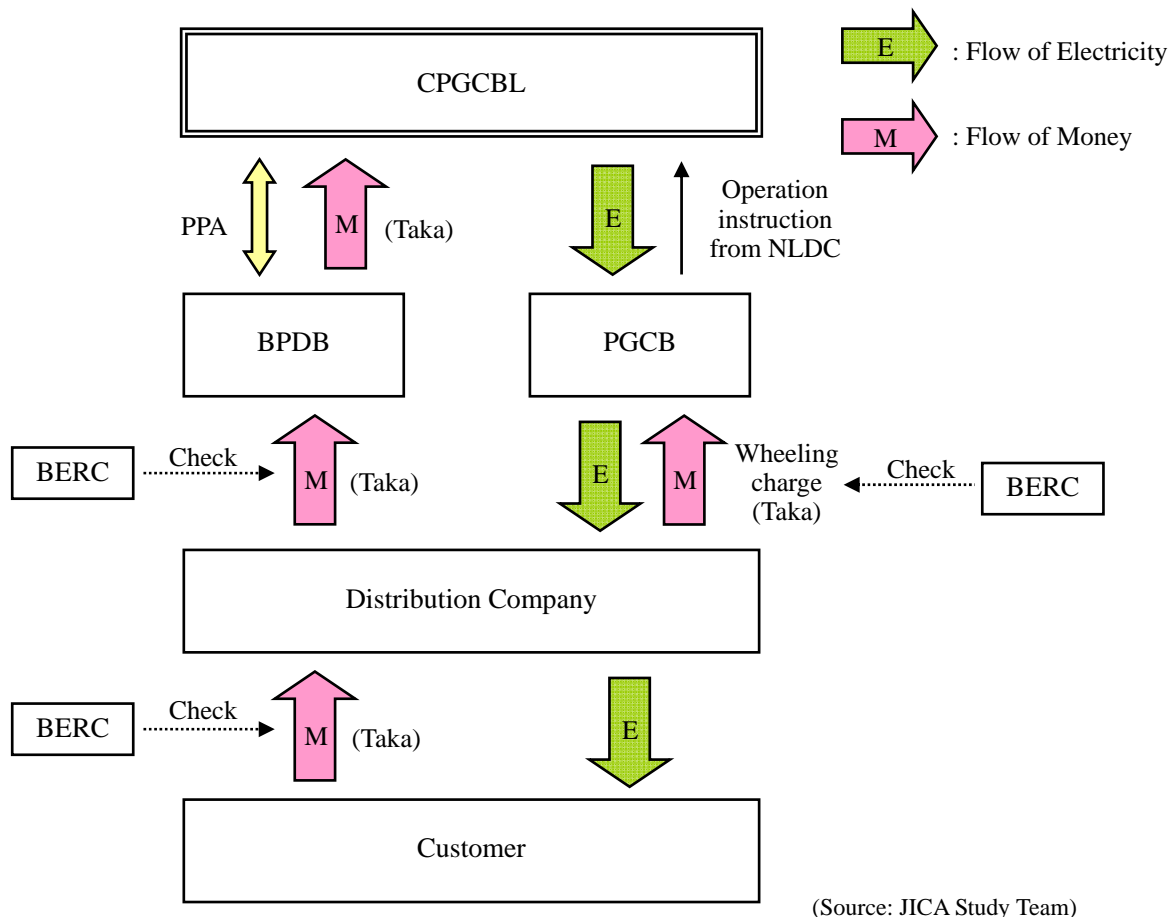 CPGCBL
E
: Flow of Electricity
M
: Flow of Money
PPA
M
(Taka)
E
Operation
instruction
from NLDC
BPDB
PGCB
BERC
Check
M
(Taka)
E
M
Wheeling
charge
(Taka)
Check
BERC
Distribution Company
BERC
Check
M
(Taka)
E
Customer
(Source: JICA Study Team)